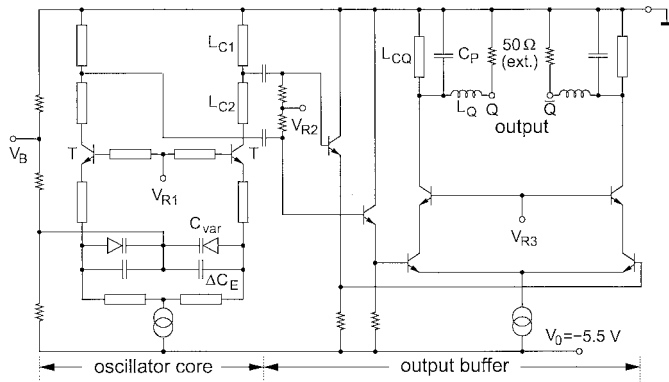 L_C1
L_CQ
C_P
50 Ω
(ext.)
L_C2
L_Q
Q
Q̅
output
V_R2
V_B
T
T
V_R1
V_R3
C_var
ΔC_E
V_0=−5.5 V
oscillator core
output buffer